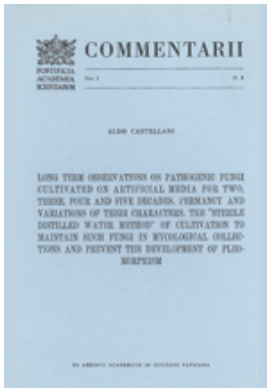 COMMENTARII
PONTIFICIA
ACADEMIA
SCIENTIARVM
Vol. I
N. 3
ALDO CASTELLANI
LONG TERM OBSERVATIONS ON PATHOGENIC FUNGI
CULTIVATED ON ARTIFICIAL MEDIA FOR TWO,
THREE, FOUR AND FIVE DECADES. PERMANCY AND
VARIATIONS OF THEIR CHARACTERS. THE "STERILE
DISTILLED WATER METHOD" OF CULTIVATION TO
MAINTAIN SUCH FUNGI IN MYCOLOGICAL COLLEC-
TIONS AND PREVENT THE DEVELOPMENT OF PLEO-
MORPHISM
EX AEDIBVS ACADEMICIS IN CIVITATE VATICANA